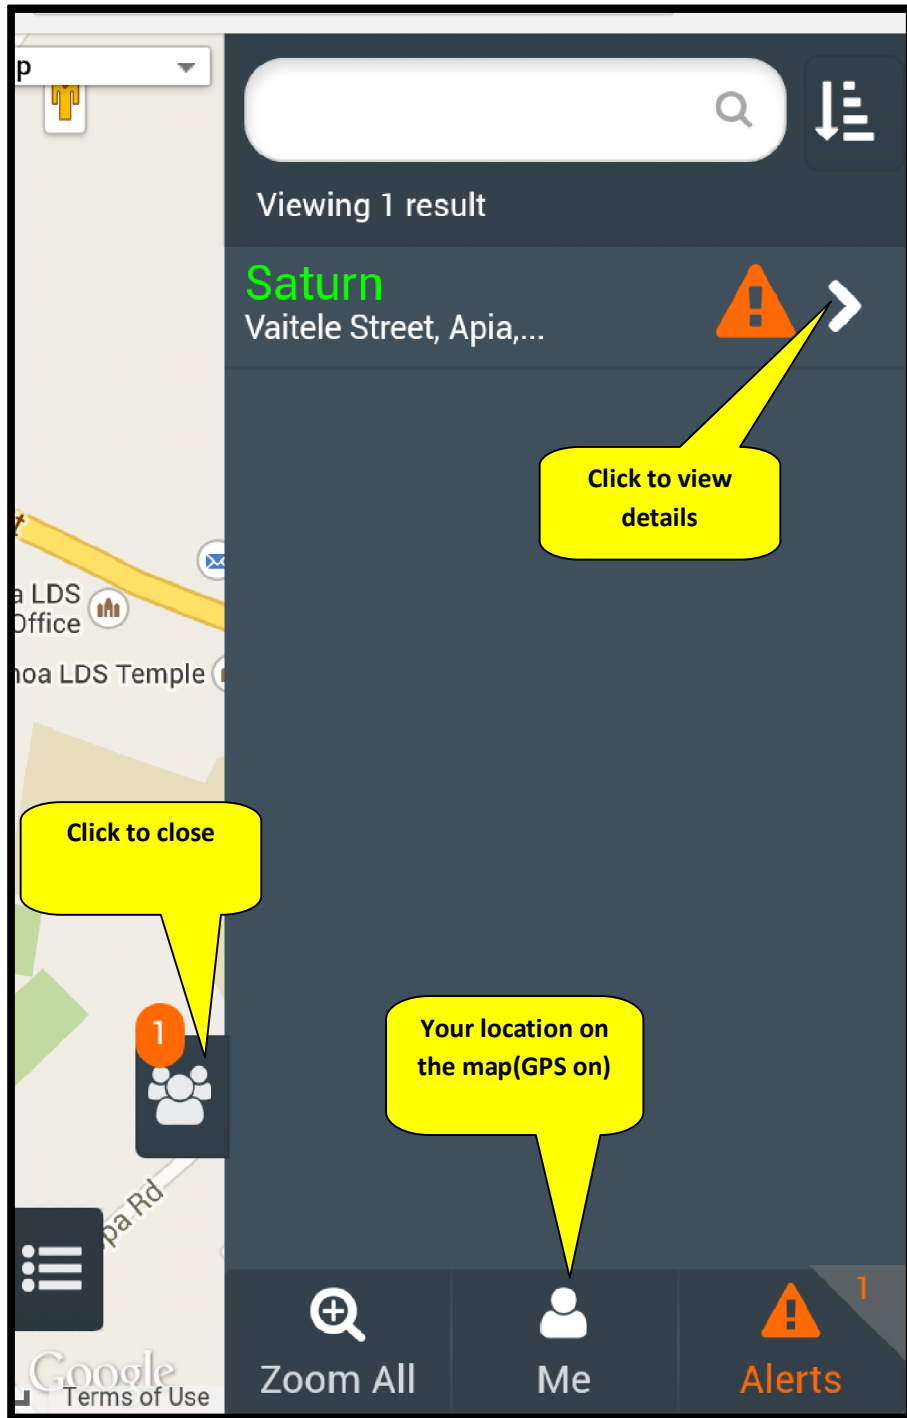 p
Viewing 1 result
Saturn
Vaitele Street, Apia,...
Click to view
details
a LDS
Office
noa LDS Temple
Click to close
1
Your location on
the map(GPS on)
pa Rd
1
Zoom All
Me
Alerts
Google
Terms of Use